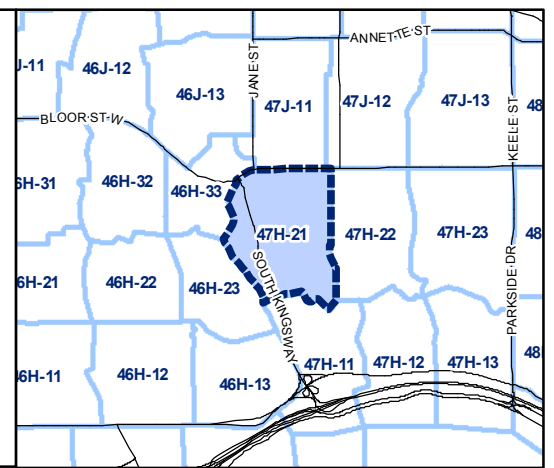 ANNETTE ST
J-11
46J-12
JANE ST
46J-13
47J-11
47J-12
47J-13
48
KEELE ST
BLOOR ST W
6H-31
46H-32
46H-33
47H-21
47H-22
47H-23
48
6H-21
46H-22
46H-23
SOUTH KINGSWAY
PARKSIDE DR
6H-11
46H-12
46H-13
47H-11
47H-12
47H-13
48